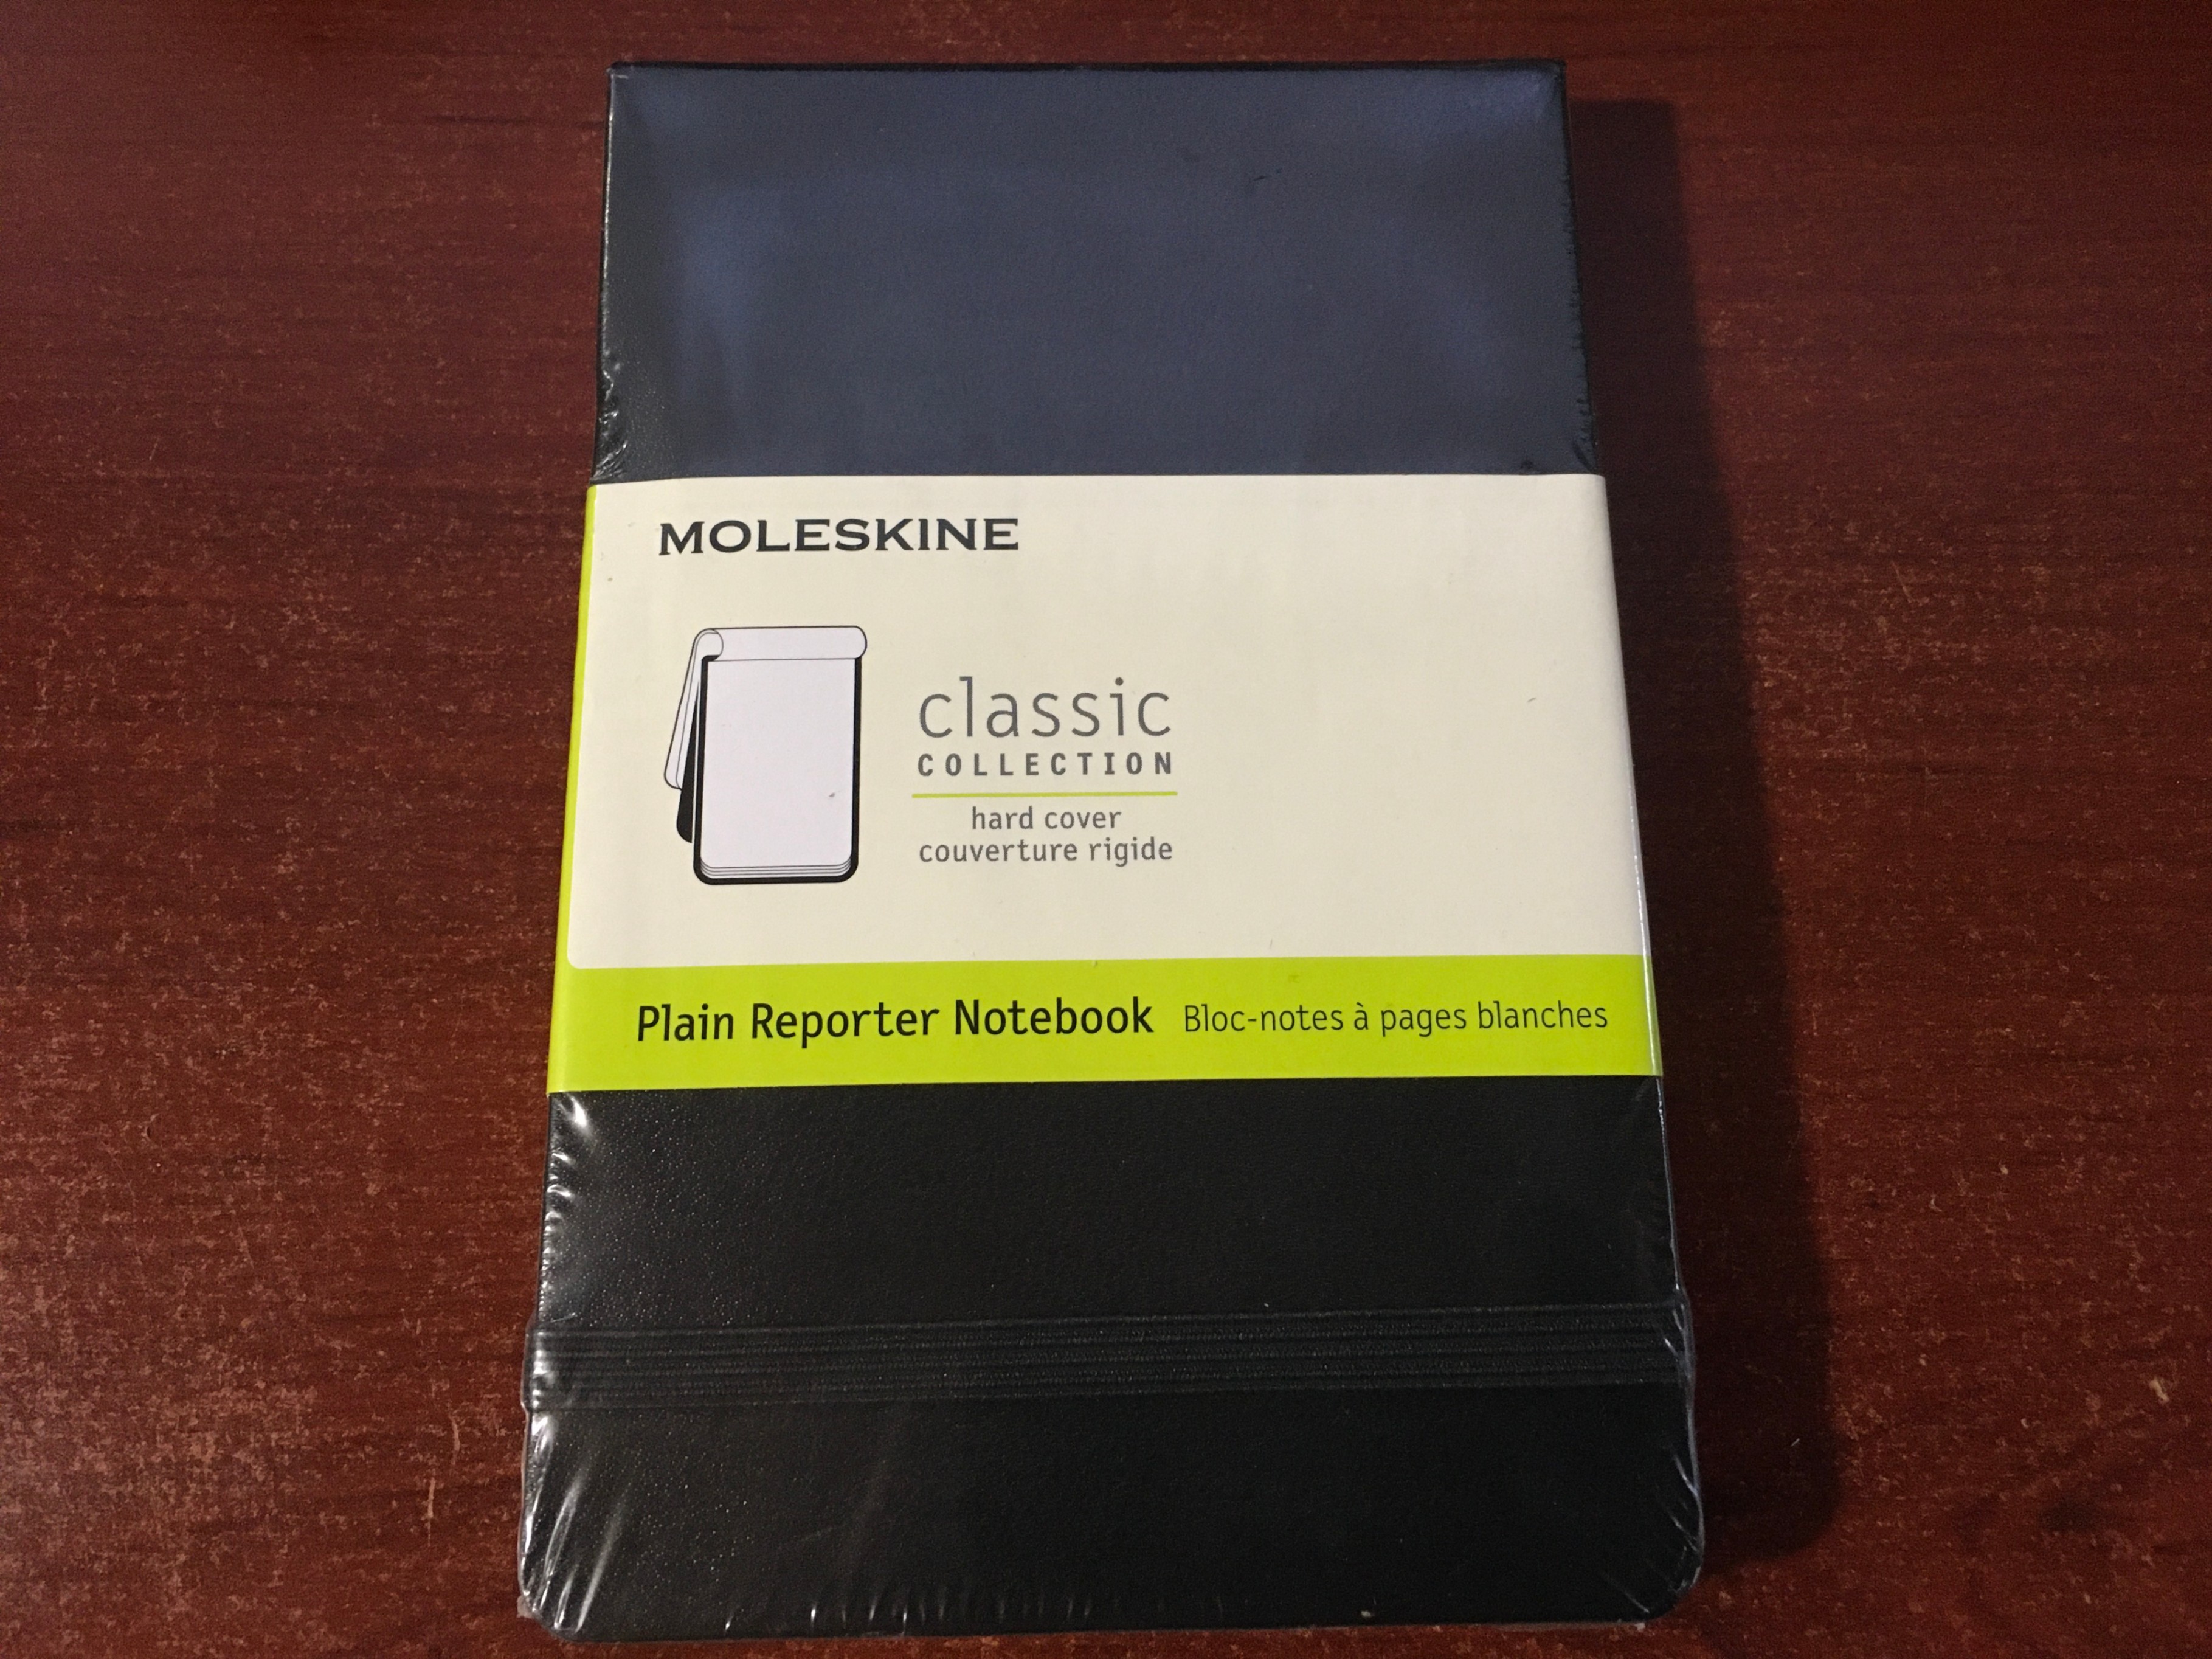 MOLESKINE
classic
COLLECTION
hard cover
couverture rigide
Plain Reporter Notebook Bloc-notes à pages blanches